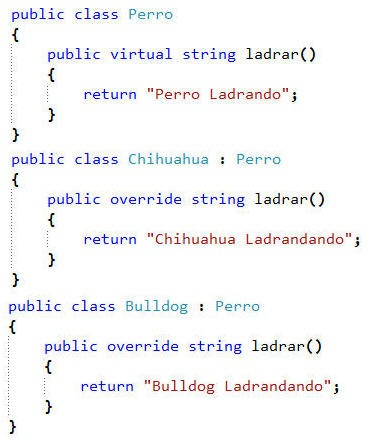 public class Perro
{
public virtual string ladrar()
{
return "Perro Ladrando";
}
}
public class Chihuahua : Perro
{
public override string ladrar()
{
return "Chihuahua Ladrandando";
}
}
public class Bulldog : Perro
{
public override string ladrar()
{
return "Bulldog Ladrandando";
}
}